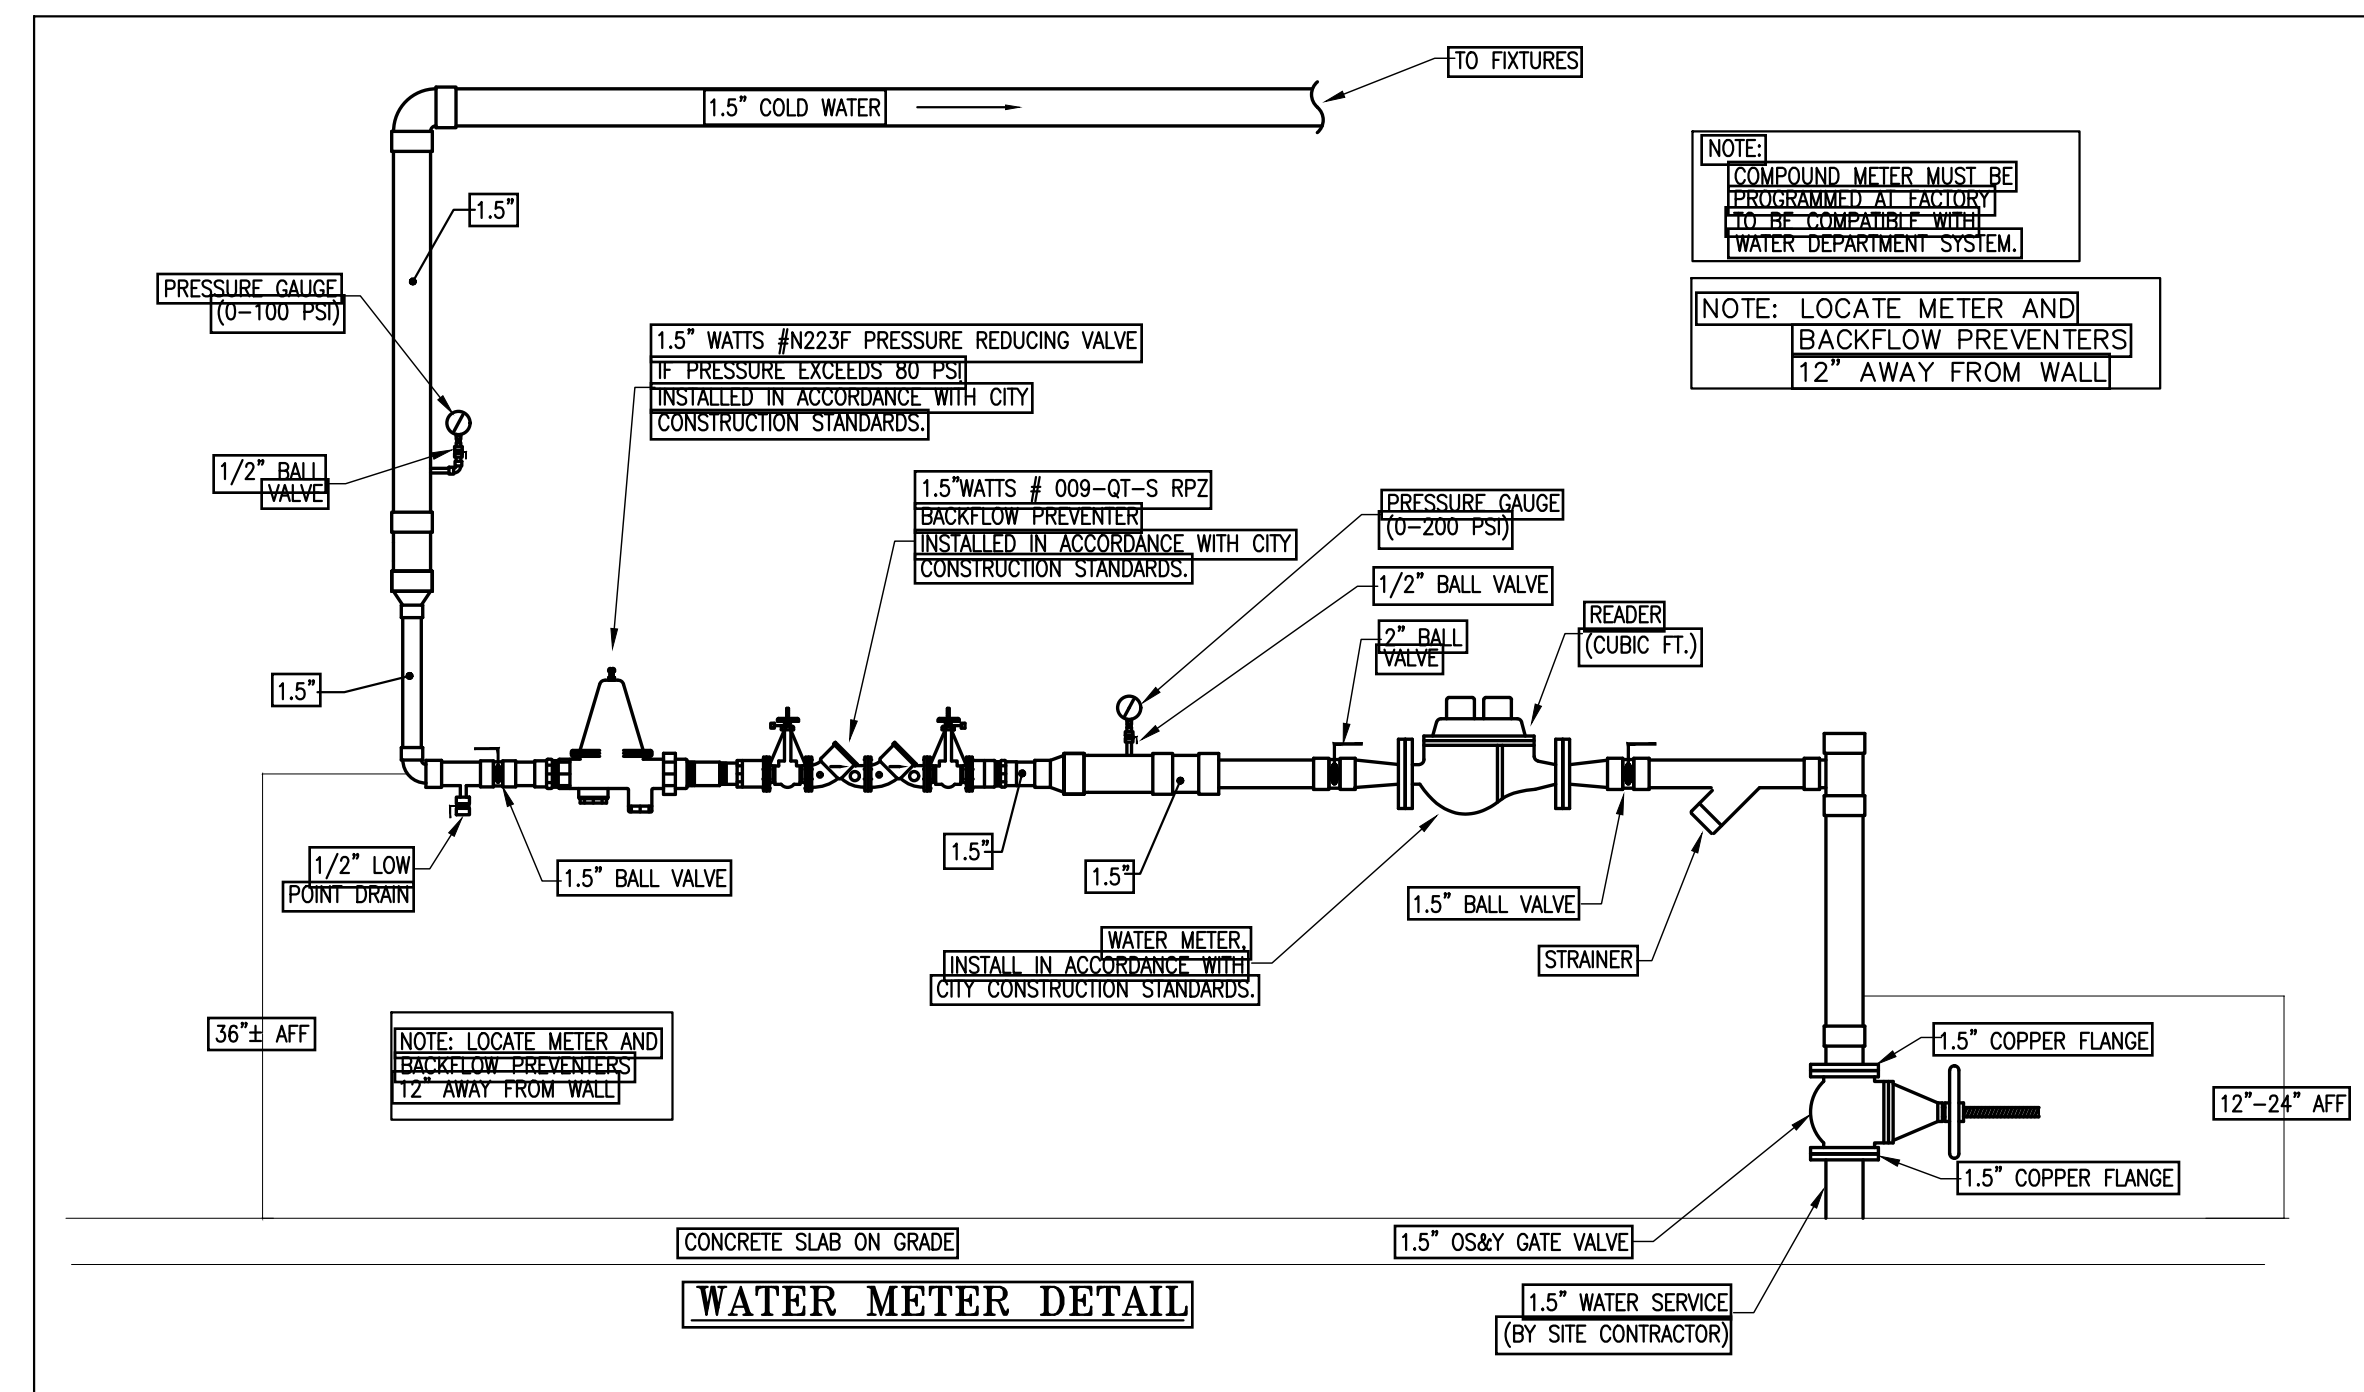 TO FIXTURES
1.5" COLD WATER
NOTE:
COMPOUND METER MUST BE
PROGRAMMED AT FACTORY
TO BE COMPATIBLE WITH
WATER DEPARTMENT SYSTEM.
1.5"
PRESSURE GAUGE
(0-100 PSI)
NOTE: LOCATE METER AND
BACKFLOW PREVENTERS
12" AWAY FROM WALL
1.5" WATTS #N223F PRESSURE REDUCING VALVE
IF PRESSURE EXCEEDS 80 PSI
INSTALLED IN ACCORDANCE WITH CITY
CONSTRUCTION STANDARDS.
1/2" BALL
VALVE
1.5"WATTS # 009-QT-S RPZ
BACKFLOW PREVENTER
INSTALLED IN ACCORDANCE WITH CITY
CONSTRUCTION STANDARDS.
PRESSURE GAUGE
(0-200 PSI)
1/2" BALL VALVE
2" BALL
VALVE
READER
(CUBIC FT.)
1.5"
1/2" LOW
POINT DRAIN
1.5" BALL VALVE
1.5"
1.5"
1.5" BALL VALVE
WATER METER,
INSTALL IN ACCORDANCE WITH
CITY CONSTRUCTION STANDARDS.
STRAINER
36"± AFF
NOTE: LOCATE METER AND
BACKFLOW PREVENTERS
12" AWAY FROM WALL
1.5" COPPER FLANGE
12"-24" AFF
1.5" COPPER FLANGE
CONCRETE SLAB ON GRADE
1.5" OS&Y GATE VALVE
WATER METER DETAIL
1.5" WATER SERVICE
(BY SITE CONTRACTOR)